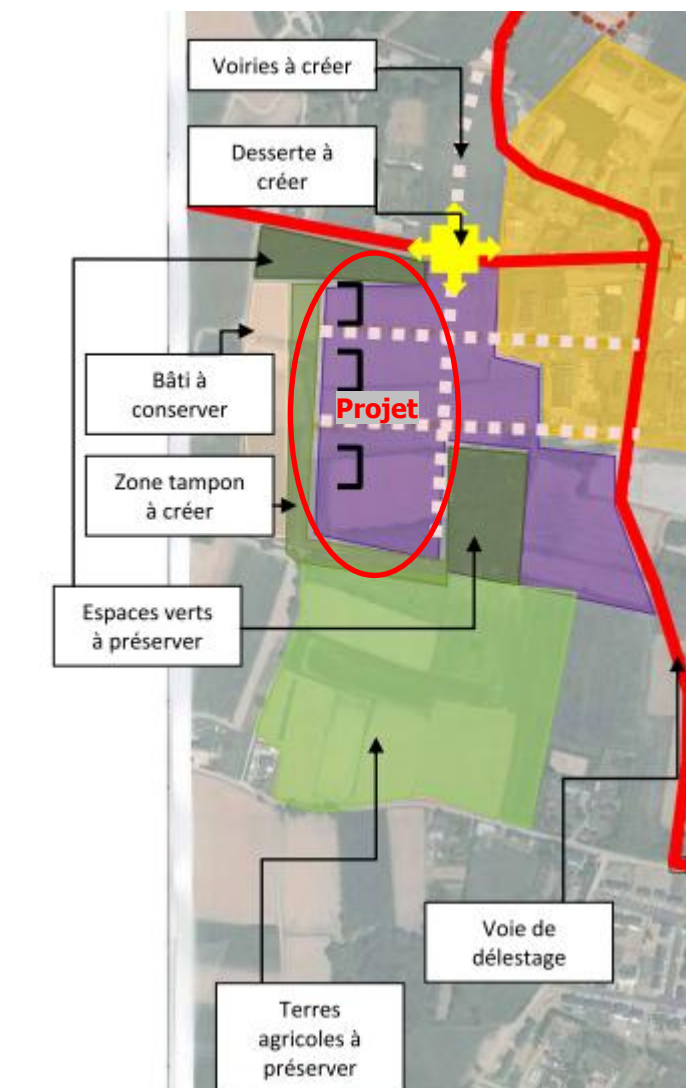 Voiries à créer
Desserte à
créer
Bâti à
conserver
Projet
Zone tampon
à créer
Espaces verts
à préserver
Voie de
délestage
Terres
agricoles à
préserver